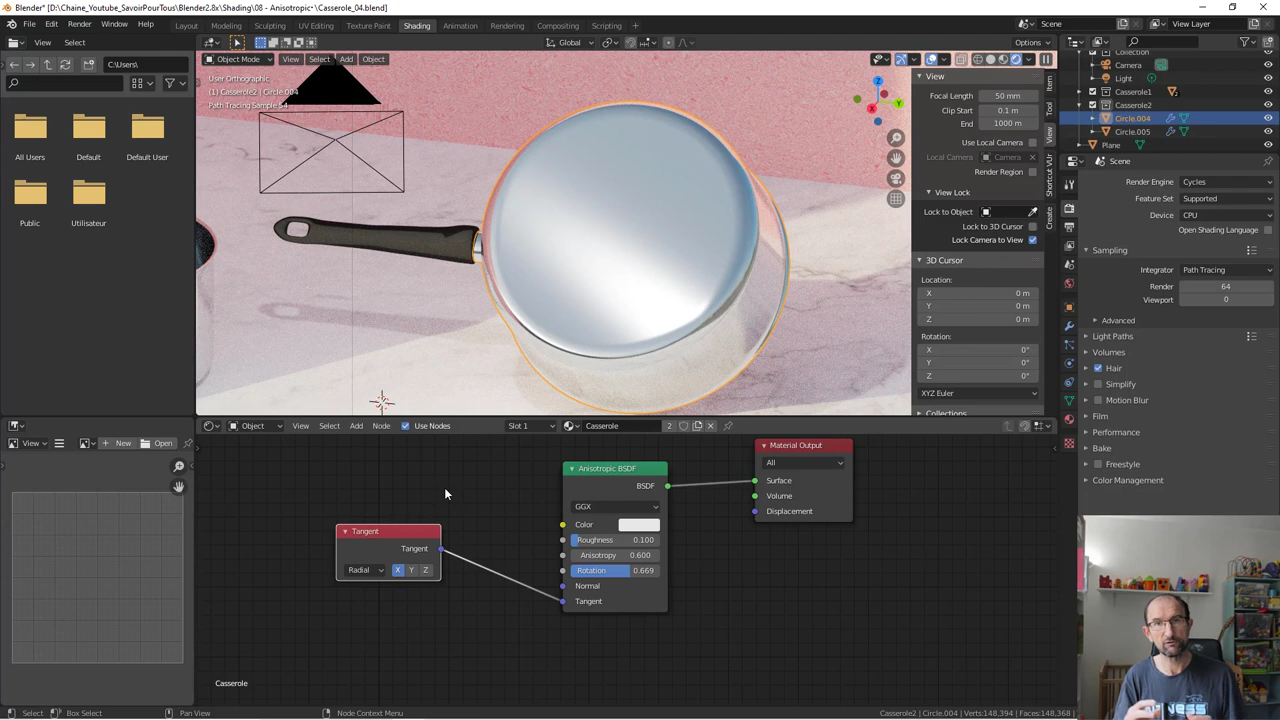 Blender* [D:\Chaine_Youtube_SavoirPourTous\Blender2.8x\Shading\08 - Anisotropic\Casserole_04.blend]
File Edit Render Window Help Layout Modeling Sculpting UV Editing Texture Paint Shading Animation Rendering Compositing Scripting Scene View Layer
View Select Object Mode View Select Add Object Global Options
C:\Users\
All Users Default Default User
Public Utilisateur
User Orthographic
(1) Casserole2 | Circle.004
Path Tracing Sample 54
Z
Y
X
View
Focal Length 50 mm
Clip Start 0.1 m
End 1000 m
Use Local Camera
Local Camera Camera
Render Region
View Lock
Lock to Object
Lock to 3D Cursor
Lock Camera to View
3D Cursor
Location:
X 0 m
Y 0 m
Z 0 m
Rotation:
X 0°
Y 0°
Z 0°
XYZ Euler
Collections
Item
Tool
View
Shortcut VUr
Create
Collection
Camera
Light
Casserole1
Casserole2
Circle.004
Circle.005
Plane
Scene
Render Engine Cycles
Feature Set Supported
Device CPU
Open Shading Language
Sampling
Integrator Path Tracing
Render 64
Viewport 0
Advanced
Light Paths
Volumes
Hair
Simplify
Motion Blur
Film
Performance
Bake
Freestyle
Color Management
View New Open
Object View Select Add Node Use Nodes Slot 1 Casserole 2
Tangent
Tangent
Radial X Y Z
Anisotropic BSDF
BSDF
GGX
Color
Roughness 0.100
Anisotropy 0.600
Rotation 0.669
Normal
Tangent
Material Output
All
Surface
Volume
Displacement
Casserole
Select Box Select Pan View Node Context Menu Casserole2 | Circle.004 | Verts:148,394 | Faces:148,368 |